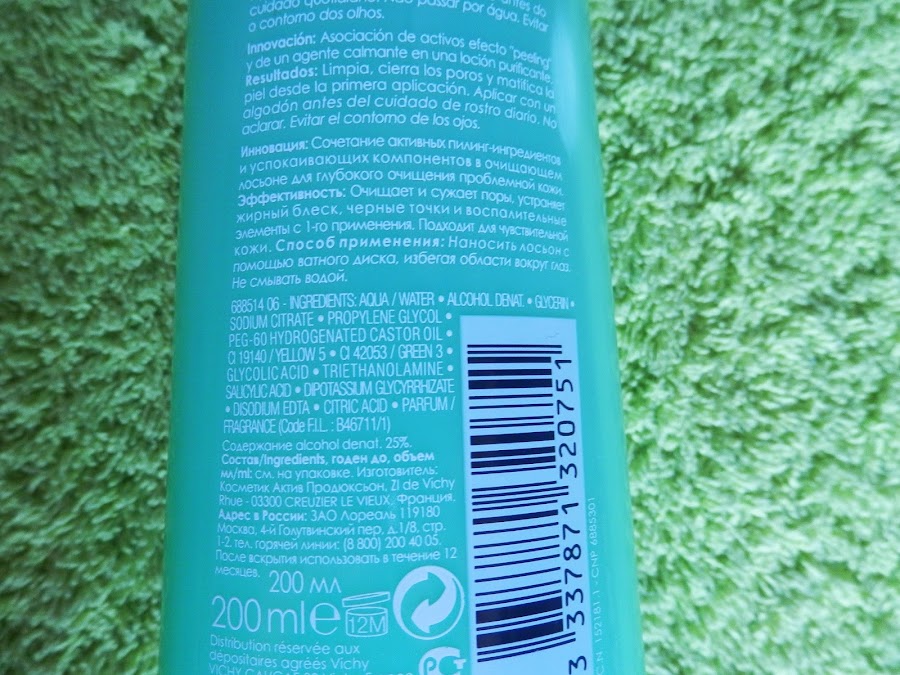 cuidado quotidiano. Não passar por água. Evitar
o contorno dos olhos.
Innovación: Asociación de activos efecto "peeling"
y de un agente calmante en una loción purificante.
Resultados: Limpia, cierra los poros y matifica la
piel desde la primera aplicación. Aplicar con un
algodón antes del cuidado de rostro diario. No
aclarar. Evitar el contorno de los ojos.
Инновация: Сочетание активных пилинг-ингредиентов
и успокаивающих компонентов в очищающем
лосьоне для глубокого очищения проблемной кожи.
Эффективность: Очищает и сужает поры, устраняет
жирный блеск, черные точки и воспалительные
элементы с 1-го применения. Подходит для чувствительной
кожи. Способ применения: Наносить лосьон с
помощью ватного диска, избегая области вокруг глаз.
Не смывать водой.
688514 06 - INGREDIENTS: AQUA / WATER • ALCOHOL DENAT. • GLYCERIN •
SODIUM CITRATE • PROPYLENE GLYCOL •
PEG-60 HYDROGENATED CASTOR OIL •
CI 19140 / YELLOW 5 • CI 42053 / GREEN 3 •
GLYCOLIC ACID • TRIETHANOLAMINE •
SALICYLIC ACID • DIPOTASSIUM GLYCYRRHIZATE
• DISODIUM EDTA • CITRIC ACID • PARFUM /
FRAGRANCE (Code F.I.L. : B46711/1)
Содержание alcohol denat. 25%.
Состав/Ingredients, годен до, объем
мл/ml: см. на упаковке. Изготовитель:
Косметик Актив Продюксьон, ZI de Vichy
Rhue - 03300 CREUZIER LE VIEUX, Франция.
Адрес в России: ЗАО Лореаль 119180
Москва, 4-й Голутвинский пер. д.1/8, стр.
1-2. тел. горячей линии: (8 800) 200 40 05.
После вскрытия использовать в течение 12
месяцев.
200 мл
200 ml e 12M
Distribution réservée aux
dépositaires agréés Vichy
3 337871 320751